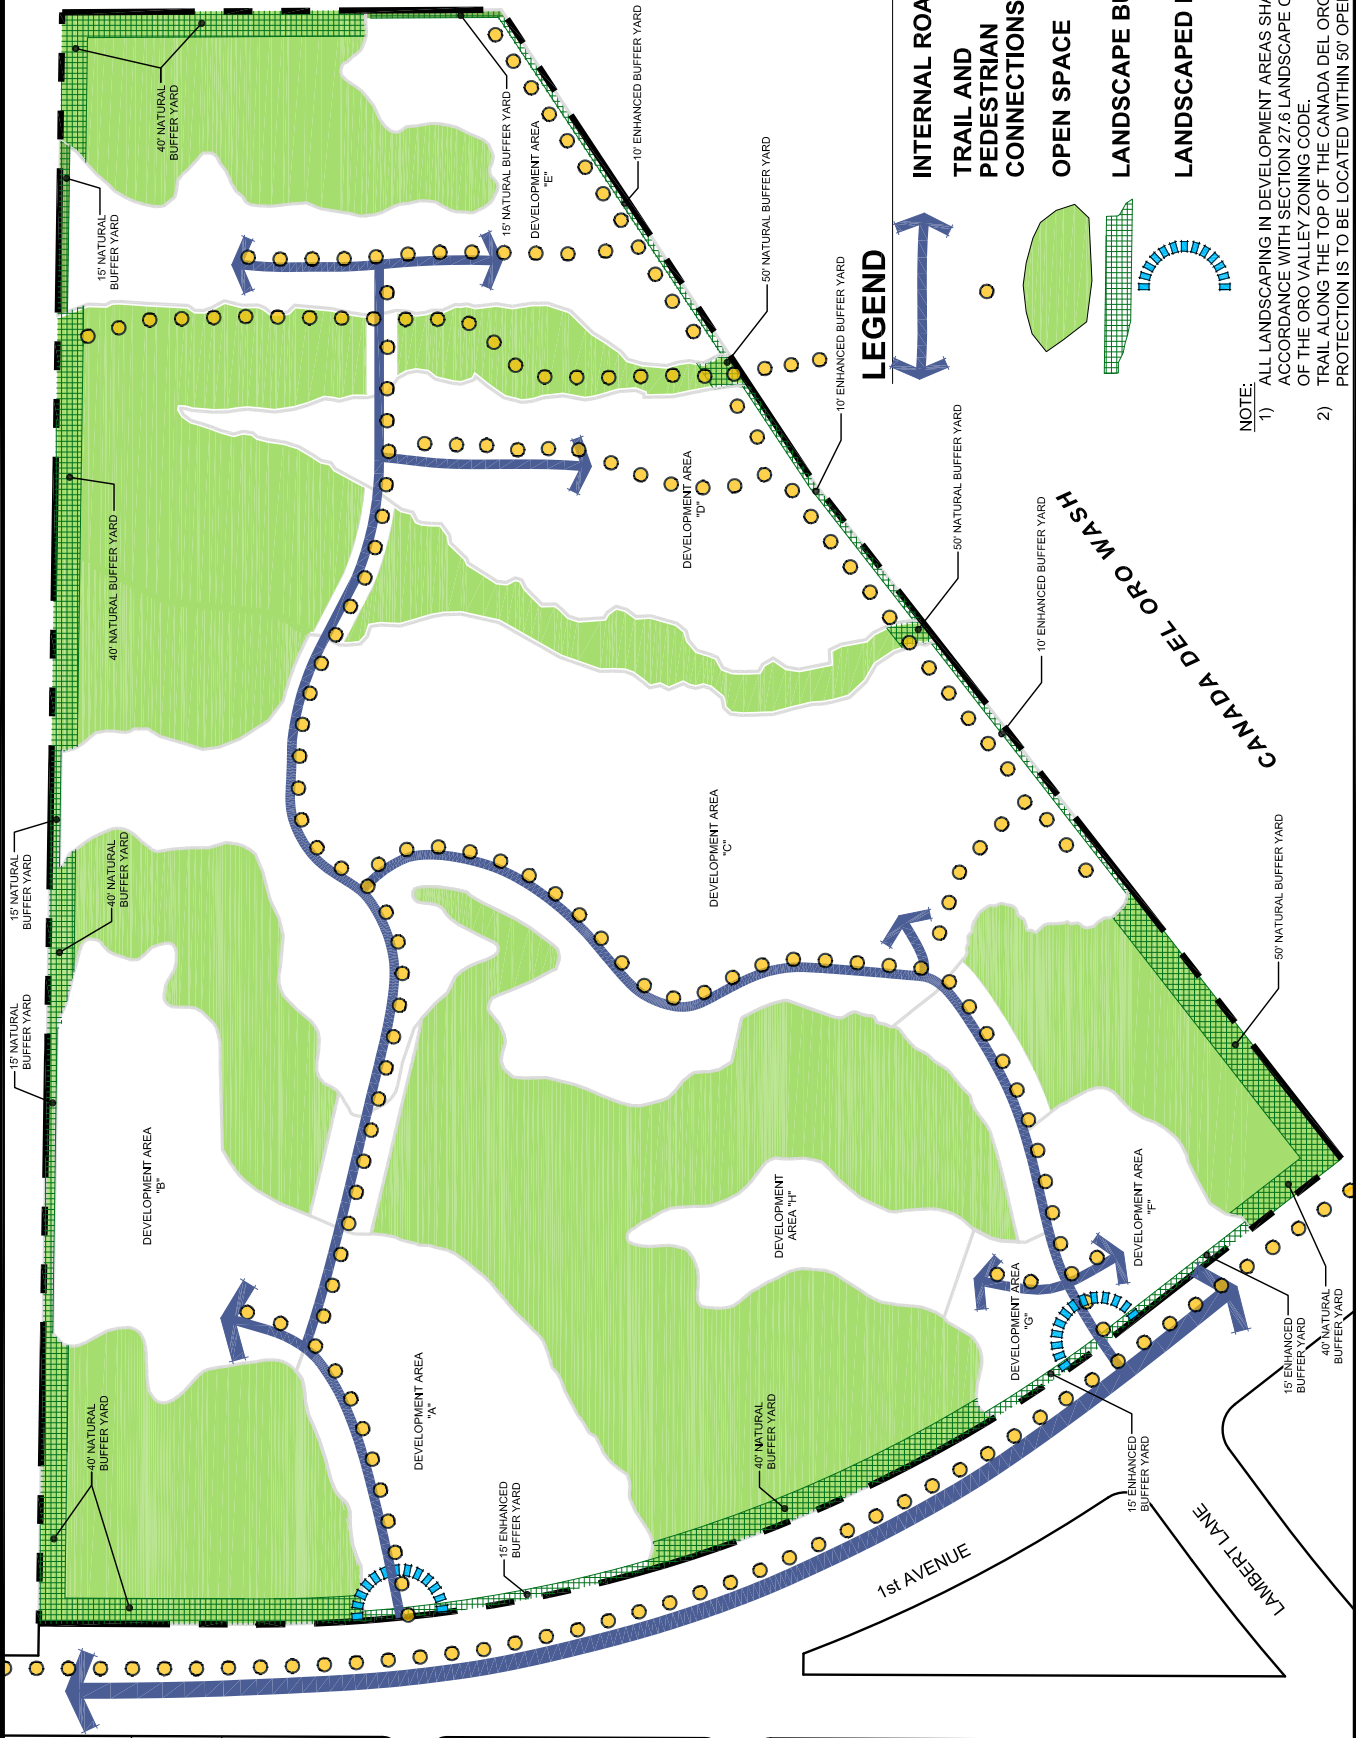 40' NATURAL
BUFFER YARD
15' NATURAL
BUFFER YARD
15' NATURAL BUFFER YARD
DEVELOPMENT AREA
"E"
10' ENHANCED BUFFER YARD
50' NATURAL BUFFER YARD
10' ENHANCED BUFFER YARD
40' NATURAL BUFFER YARD
DEVELOPMENT AREA
"D"
50' NATURAL BUFFER YARD
10' ENHANCED BUFFER YARD
CANADA DEL ORO WASH
15' NATURAL
BUFFER YARD
40' NATURAL
BUFFER YARD
15' NATURAL
BUFFER YARD
DEVELOPMENT AREA
"C"
50' NATURAL BUFFER YARD
DEVELOPMENT AREA
"B"
DEVELOPMENT
AREA "H"
DEVELOPMENT AREA
"F"
DEVELOPMENT AREA
"G"
40' NATURAL
BUFFER YARD
DEVELOPMENT AREA
"A"
15' ENHANCED
BUFFER YARD
40' NATURAL
BUFFER YARD
15' ENHANCED
BUFFER YARD
15' ENHANCED
BUFFER YARD
40' NATURAL
BUFFER YARD
1st AVENUE
LAMBERT LANE
LEGEND
INTERNAL ROA
TRAIL AND
PEDESTRIAN
CONNECTIONS
OPEN SPACE
LANDSCAPE BU
LANDSCAPED
NOTE:
1) ALL LANDSCAPING IN DEVELOPMENT AREAS SHA
ACCORDANCE WITH SECTION 27.6 LANDSCAPE C
OF THE ORO VALLEY ZONING CODE.
2) TRAIL ALONG THE TOP OF THE CANADA DEL ORO
PROTECTION IS TO BE LOCATED WITHIN 50' OPEN